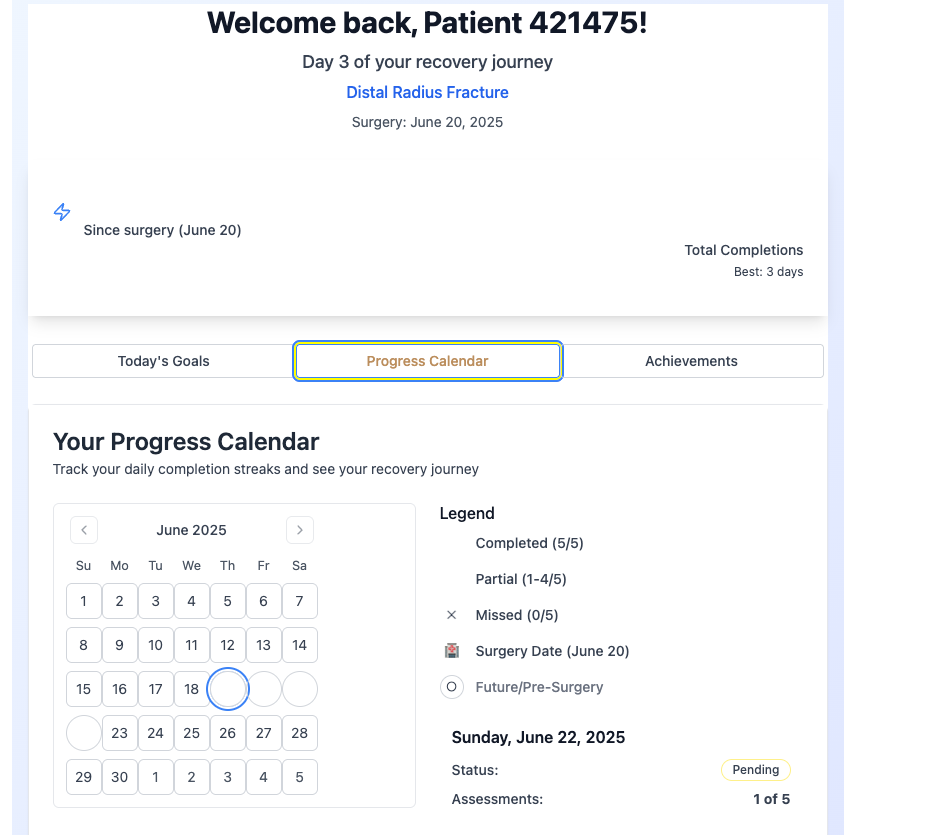 Welcome back, Patient 421475!
Day 3 of your recovery journey
Distal Radius Fracture
Surgery: June 20, 2025
Since surgery (June 20)
Total Completions
Best: 3 days
Today's Goals Progress Calendar Achievements
Your Progress Calendar
Track your daily completion streaks and see your recovery journey
June 2025
Su Mo Tu We Th Fr Sa
1 2 3 4 5 6 7
8 9 10 11 12 13 14
15 16 17 18
23 24 25 26 27 28
29 30 1 2 3 4 5
Legend
Completed (5/5)
Partial (1-4/5)
Missed (0/5)
Surgery Date (June 20)
Future/Pre-Surgery
Sunday, June 22, 2025
Status: Pending
Assessments: 1 of 5